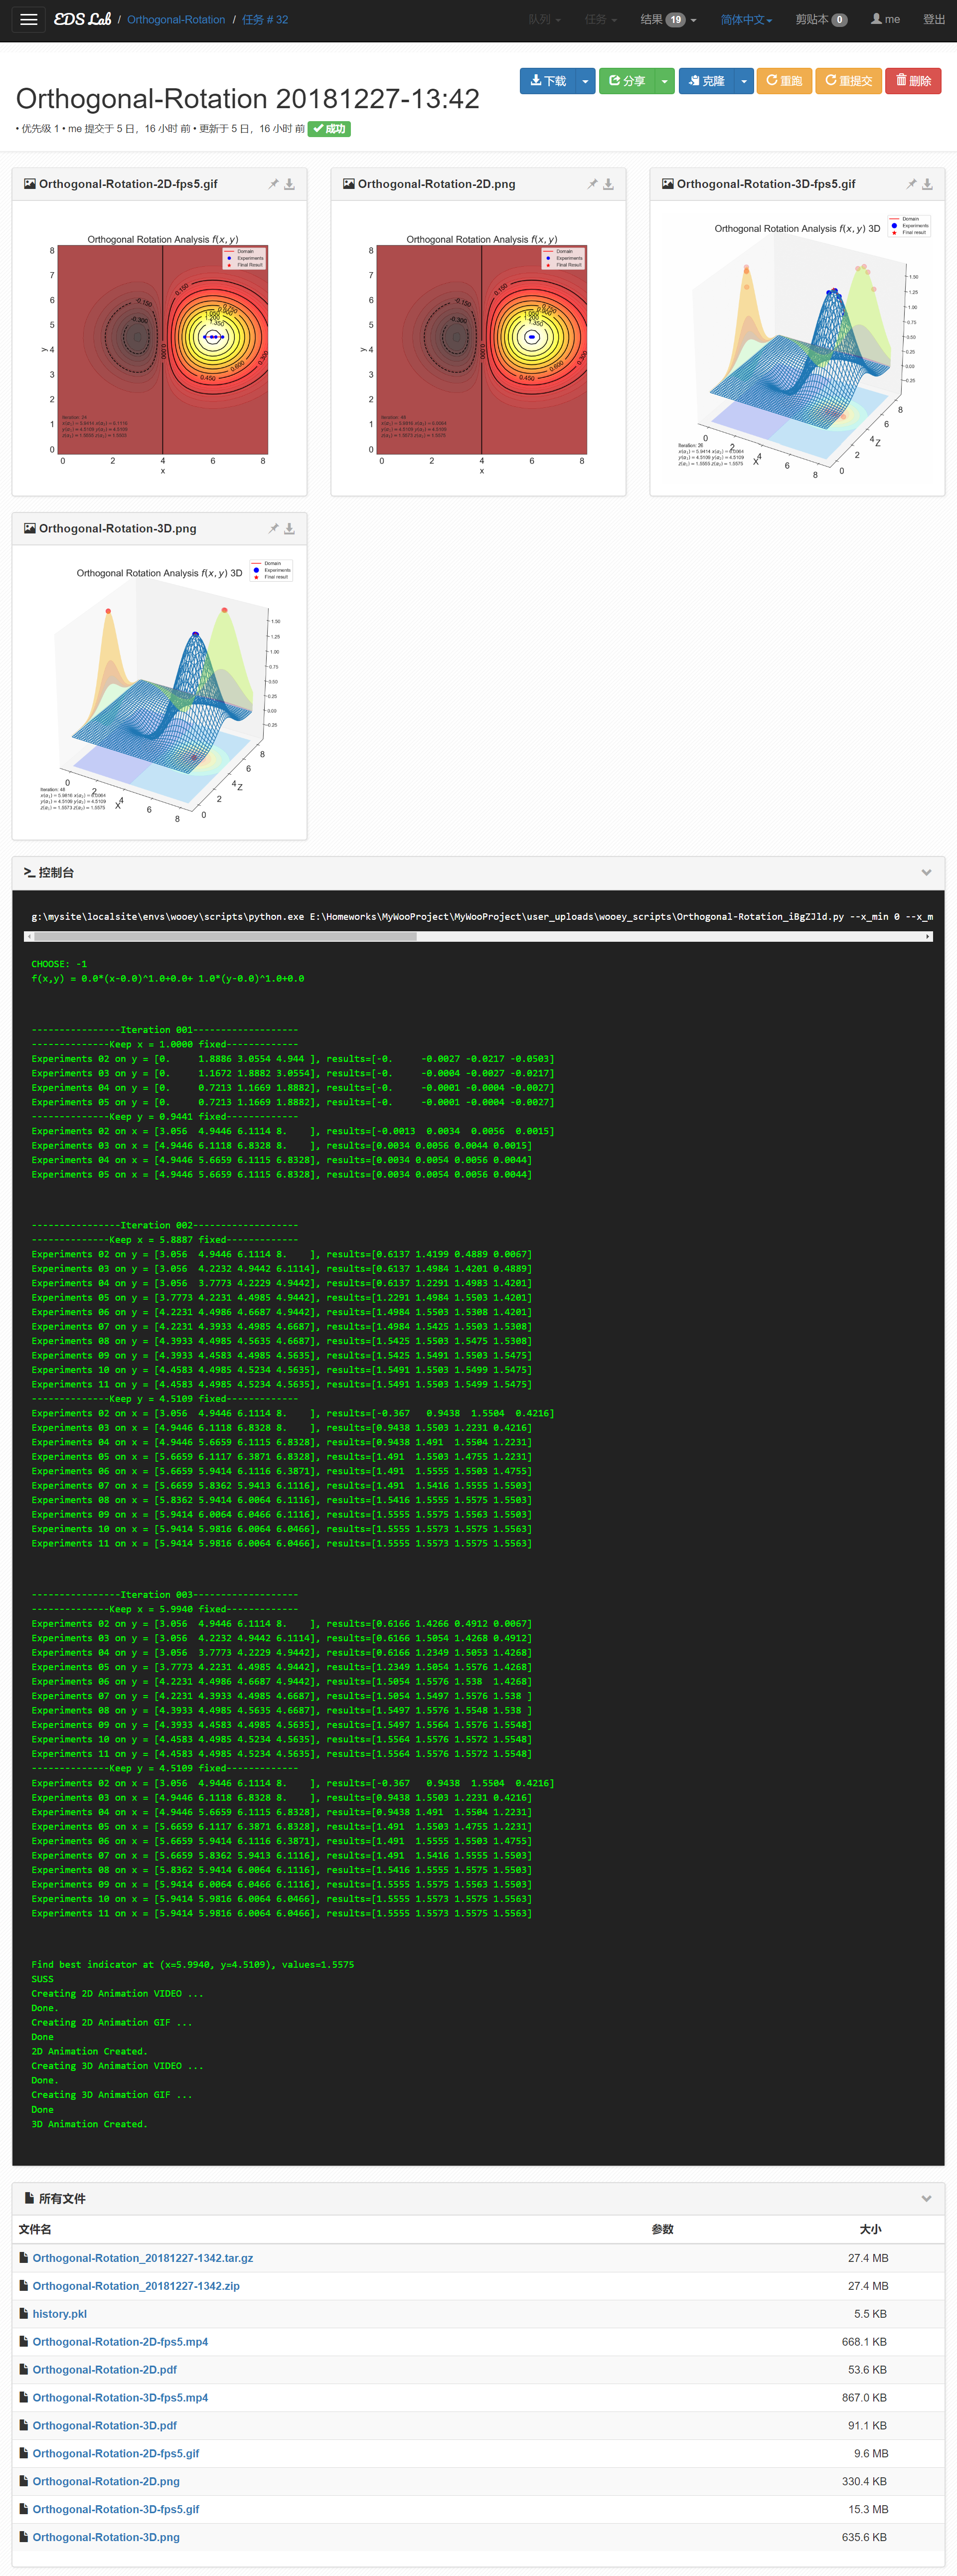 EDS Lab / Orthogonal-Rotation / 任务 # 32 队列 任务 结果 19 简体中文 剪贴本 0 me 登出
下载 分享 克隆 重跑 重提交 删除
Orthogonal-Rotation 20181227-13:42
• 优先级 1 • me 提交于 5 日，16 小时 前 • 更新于 5 日，16 小时 前 成功
Orthogonal-Rotation-2D-fps5.gif
Orthogonal Rotation Analysis f(x, y)
Domain
Experiments
Final Result
Orthogonal-Rotation-2D.png
Orthogonal Rotation Analysis f(x, y)
Domain
Experiments
Final Result
Orthogonal-Rotation-3D-fps5.gif
Orthogonal Rotation Analysis f(x, y) 3D
Domain
Experiments
Final result
Orthogonal-Rotation-3D.png
Orthogonal Rotation Analysis f(x, y) 3D
Domain
Experiments
Final result
控制台
g:\mysite\localsite\envs\wooey\scripts\python.exe E:\Homeworks\MyWooProject\MyWooProject\user_uploads\wooey_scripts\Orthogonal-Rotation_iBgZJld.py --x_min 0 --x_m
CHOOSE: -1
f(x,y) = 0.0*(x-0.0)^1.0+0.0+ 1.0*(y-0.0)^1.0+0.0
----------------Iteration 001-------------------
--------------Keep x = 1.0000 fixed-------------
Experiments 02 on y = [0. 1.8886 3.0554 4.944 ], results=[-0. -0.0027 -0.0217 -0.0503]
Experiments 03 on y = [0. 1.1672 1.8882 3.0554], results=[-0. -0.0004 -0.0027 -0.0217]
Experiments 04 on y = [0. 0.7213 1.1669 1.8882], results=[-0. -0.0001 -0.0004 -0.0027]
Experiments 05 on y = [0. 0.7213 1.1669 1.8882], results=[-0. -0.0001 -0.0004 -0.0027]
--------------Keep y = 0.9441 fixed-------------
Experiments 02 on x = [3.056 4.9446 6.1114 8. ], results=[-0.0013 0.0034 0.0056 0.0015]
Experiments 03 on x = [4.9446 6.1118 6.8328 8. ], results=[0.0034 0.0056 0.0044 0.0015]
Experiments 04 on x = [4.9446 5.6659 6.1115 6.8328], results=[0.0034 0.0054 0.0056 0.0044]
Experiments 05 on x = [4.9446 5.6659 6.1115 6.8328], results=[0.0034 0.0054 0.0056 0.0044]
----------------Iteration 002-------------------
--------------Keep x = 5.8887 fixed-------------
Experiments 02 on y = [3.056 4.9446 6.1114 8. ], results=[0.6137 1.4199 0.4889 0.0067]
Experiments 03 on y = [3.056 4.2232 4.9442 6.1114], results=[0.6137 1.4984 1.4201 0.4889]
Experiments 04 on y = [3.056 3.7773 4.2229 4.9442], results=[0.6137 1.2291 1.4983 1.4201]
Experiments 05 on y = [3.7773 4.2231 4.4985 4.9442], results=[1.2291 1.4984 1.5503 1.4201]
Experiments 06 on y = [4.2231 4.4986 4.6687 4.9442], results=[1.4984 1.5503 1.5308 1.4201]
Experiments 07 on y = [4.2231 4.3933 4.4985 4.6687], results=[1.4984 1.5425 1.5503 1.5308]
Experiments 08 on y = [4.3933 4.4985 4.5635 4.6687], results=[1.5425 1.5503 1.5475 1.5308]
Experiments 09 on y = [4.3933 4.4583 4.4985 4.5635], results=[1.5425 1.5491 1.5503 1.5475]
Experiments 10 on y = [4.4583 4.4985 4.5234 4.5635], results=[1.5491 1.5503 1.5499 1.5475]
Experiments 11 on y = [4.4583 4.4985 4.5234 4.5635], results=[1.5491 1.5503 1.5499 1.5475]
--------------Keep y = 4.5109 fixed-------------
Experiments 02 on x = [3.056 4.9446 6.1114 8. ], results=[-0.367 0.9438 1.5504 0.4216]
Experiments 03 on x = [4.9446 6.1118 6.8328 8. ], results=[0.9438 1.5503 1.2231 0.4216]
Experiments 04 on x = [4.9446 5.6659 6.1115 6.8328], results=[0.9438 1.491 1.5504 1.2231]
Experiments 05 on x = [5.6659 6.1117 6.3871 6.8328], results=[1.491 1.5503 1.4755 1.2231]
Experiments 06 on x = [5.6659 5.9414 6.1116 6.3871], results=[1.491 1.5555 1.5503 1.4755]
Experiments 07 on x = [5.6659 5.8362 5.9413 6.1116], results=[1.491 1.5416 1.5555 1.5503]
Experiments 08 on x = [5.8362 5.9414 6.0064 6.1116], results=[1.5416 1.5555 1.5575 1.5503]
Experiments 09 on x = [5.9414 6.0064 6.0466 6.1116], results=[1.5555 1.5575 1.5563 1.5503]
Experiments 10 on x = [5.9414 5.9816 6.0064 6.0466], results=[1.5555 1.5573 1.5575 1.5563]
Experiments 11 on x = [5.9414 5.9816 6.0064 6.0466], results=[1.5555 1.5573 1.5575 1.5563]
----------------Iteration 003-------------------
--------------Keep x = 5.9940 fixed-------------
Experiments 02 on y = [3.056 4.9446 6.1114 8. ], results=[0.6166 1.4266 0.4912 0.0067]
Experiments 03 on y = [3.056 4.2232 4.9442 6.1114], results=[0.6166 1.5054 1.4268 0.4912]
Experiments 04 on y = [3.056 3.7773 4.2229 4.9442], results=[0.6166 1.2349 1.5053 1.4268]
Experiments 05 on y = [3.7773 4.2231 4.4985 4.9442], results=[1.2349 1.5054 1.5576 1.4268]
Experiments 06 on y = [4.2231 4.4986 4.6687 4.9442], results=[1.5054 1.5576 1.538 1.4268]
Experiments 07 on y = [4.2231 4.3933 4.4985 4.6687], results=[1.5054 1.5497 1.5576 1.538 ]
Experiments 08 on y = [4.3933 4.4985 4.5635 4.6687], results=[1.5497 1.5576 1.5548 1.538 ]
Experiments 09 on y = [4.3933 4.4583 4.4985 4.5635], results=[1.5497 1.5564 1.5576 1.5548]
Experiments 10 on y = [4.4583 4.4985 4.5234 4.5635], results=[1.5564 1.5576 1.5572 1.5548]
Experiments 11 on y = [4.4583 4.4985 4.5234 4.5635], results=[1.5564 1.5576 1.5572 1.5548]
--------------Keep y = 4.5109 fixed-------------
Experiments 02 on x = [3.056 4.9446 6.1114 8. ], results=[-0.367 0.9438 1.5504 0.4216]
Experiments 03 on x = [4.9446 6.1118 6.8328 8. ], results=[0.9438 1.5503 1.2231 0.4216]
Experiments 04 on x = [4.9446 5.6659 6.1115 6.8328], results=[0.9438 1.491 1.5504 1.2231]
Experiments 05 on x = [5.6659 6.1117 6.3871 6.8328], results=[1.491 1.5503 1.4755 1.2231]
Experiments 06 on x = [5.6659 5.9414 6.1116 6.3871], results=[1.491 1.5555 1.5503 1.4755]
Experiments 07 on x = [5.6659 5.8362 5.9413 6.1116], results=[1.491 1.5416 1.5555 1.5503]
Experiments 08 on x = [5.8362 5.9414 6.0064 6.1116], results=[1.5416 1.5555 1.5575 1.5503]
Experiments 09 on x = [5.9414 6.0064 6.0466 6.1116], results=[1.5555 1.5575 1.5563 1.5503]
Experiments 10 on x = [5.9414 5.9816 6.0064 6.0466], results=[1.5555 1.5573 1.5575 1.5563]
Experiments 11 on x = [5.9414 5.9816 6.0064 6.0466], results=[1.5555 1.5573 1.5575 1.5563]
Find best indicator at (x=5.9940, y=4.5109), values=1.5575
SUSS
Creating 2D Animation VIDEO ...
Done.
Creating 2D Animation GIF ...
Done
2D Animation Created.
Creating 3D Animation VIDEO ...
Done.
Creating 3D Animation GIF ...
Done
3D Animation Created.
所有文件
文件名 参数 大小
Orthogonal-Rotation_20181227-1342.tar.gz 27.4 MB
Orthogonal-Rotation_20181227-1342.zip 27.4 MB
history.pkl 5.5 KB
Orthogonal-Rotation-2D-fps5.mp4 668.1 KB
Orthogonal-Rotation-2D.pdf 53.6 KB
Orthogonal-Rotation-3D-fps5.mp4 867.0 KB
Orthogonal-Rotation-3D.pdf 91.1 KB
Orthogonal-Rotation-2D-fps5.gif 9.6 MB
Orthogonal-Rotation-2D.png 330.4 KB
Orthogonal-Rotation-3D-fps5.gif 15.3 MB
Orthogonal-Rotation-3D.png 635.6 KB